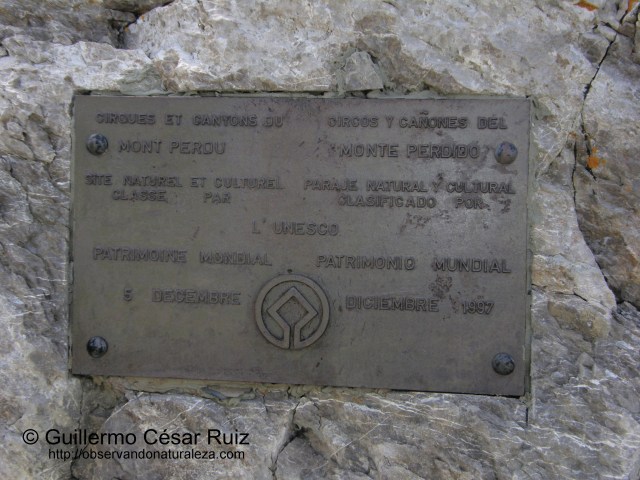 CIRQUES ET CANYONS DU CIRCOS Y CAÑONES DEL
MONT PERDU MONTE PERDIDO
SITE NATUREL ET CULTUREL PARAJE NATURAL Y CULTURAL
CLASSE PAR CLASIFICADO POR
L'UNESCO
PATRIMOINE MONDIAL PATRIMONIO MUNDIAL
5 DESEMBRE DICIEMBRE 1997
© Guillermo César Ruiz
http://observandonaturaleza.com